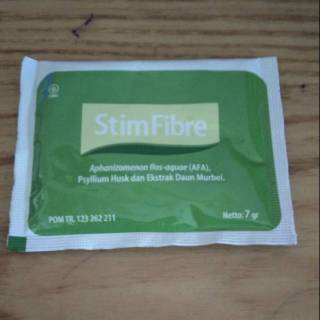 StimFibre
Aphanizomenon flos-aquae (AFA),
Psyllium Husk dan Ekstrak Daun Murbei.
POM TR. 123 262 211
Netto: 7 gr